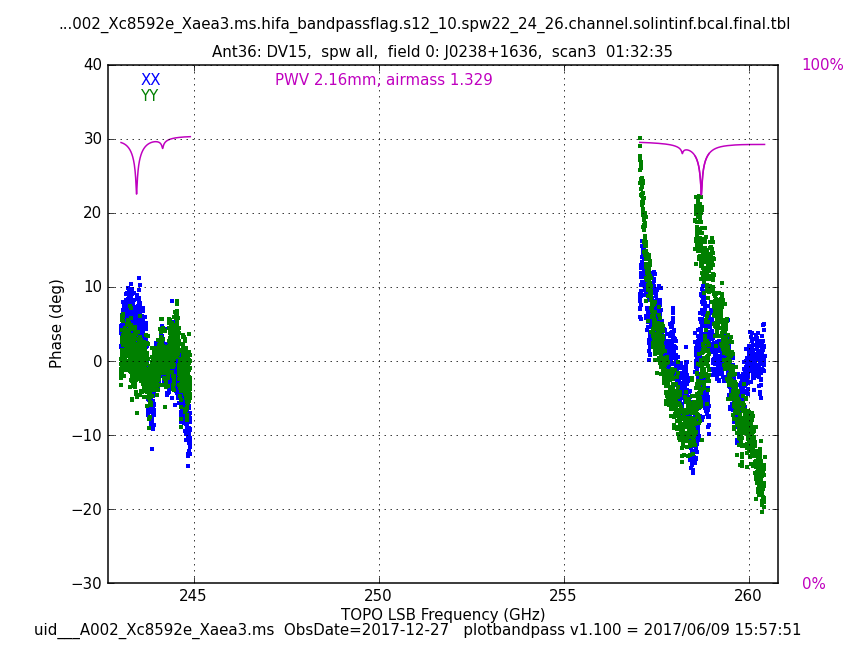 ...002_Xc8592e_Xaea3.ms.hifa_bandpassflag.s12_10.spw22_24_26.channel.solintinf.bcal.final.tbl
Ant36: DV15,  spw all,  field 0: J0238+1636,  scan3  01:32:35
40
100%
XX
PWV 2.16mm, airmass 1.329
YY
30
20
10
Phase (deg)
0
−10
−20
−30
0%
245
250
255
260
TOPO LSB Frequency (GHz)
uid___A002_Xc8592e_Xaea3.ms  ObsDate=2017-12-27   plotbandpass v1.100 = 2017/06/09 15:57:51